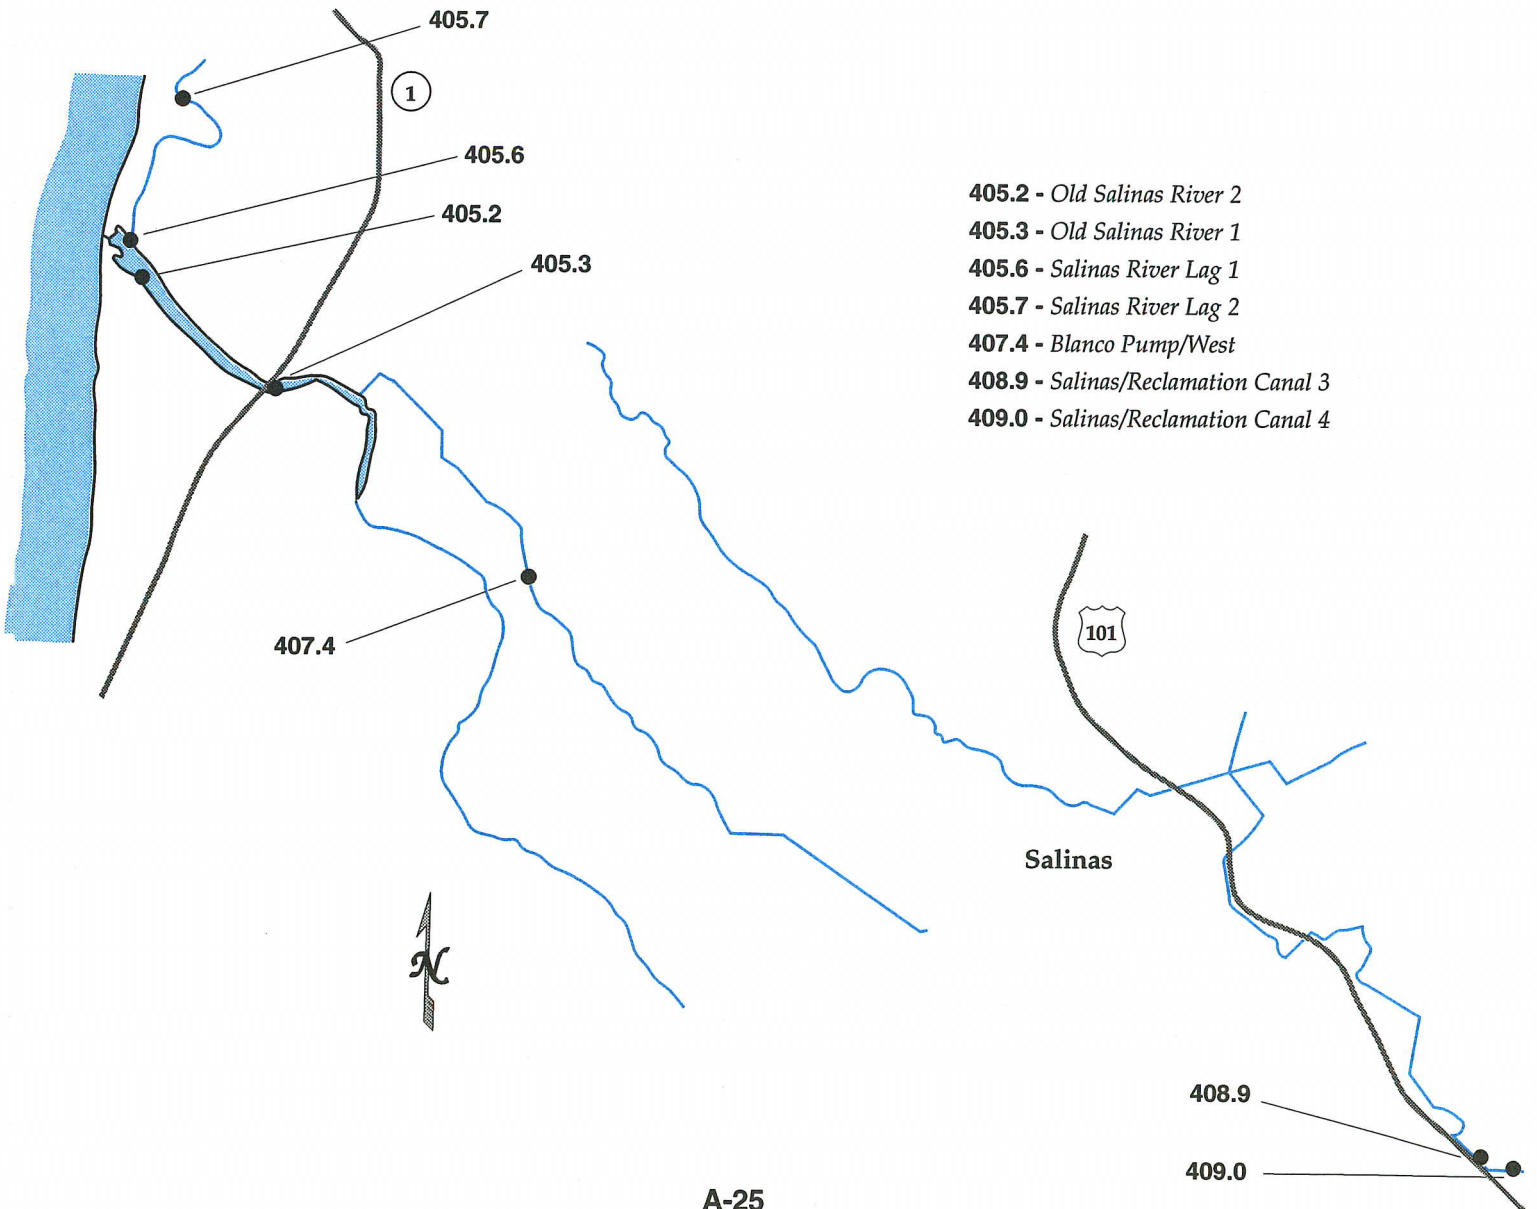 405.7
1
405.6
405.2
405.3
405.2 - Old Salinas River 2
405.3 - Old Salinas River 1
405.6 - Salinas River Lag 1
405.7 - Salinas River Lag 2
407.4 - Blanco Pump/West
408.9 - Salinas/Reclamation Canal 3
409.0 - Salinas/Reclamation Canal 4
101
407.4
Salinas
N
408.9
409.0
A-25